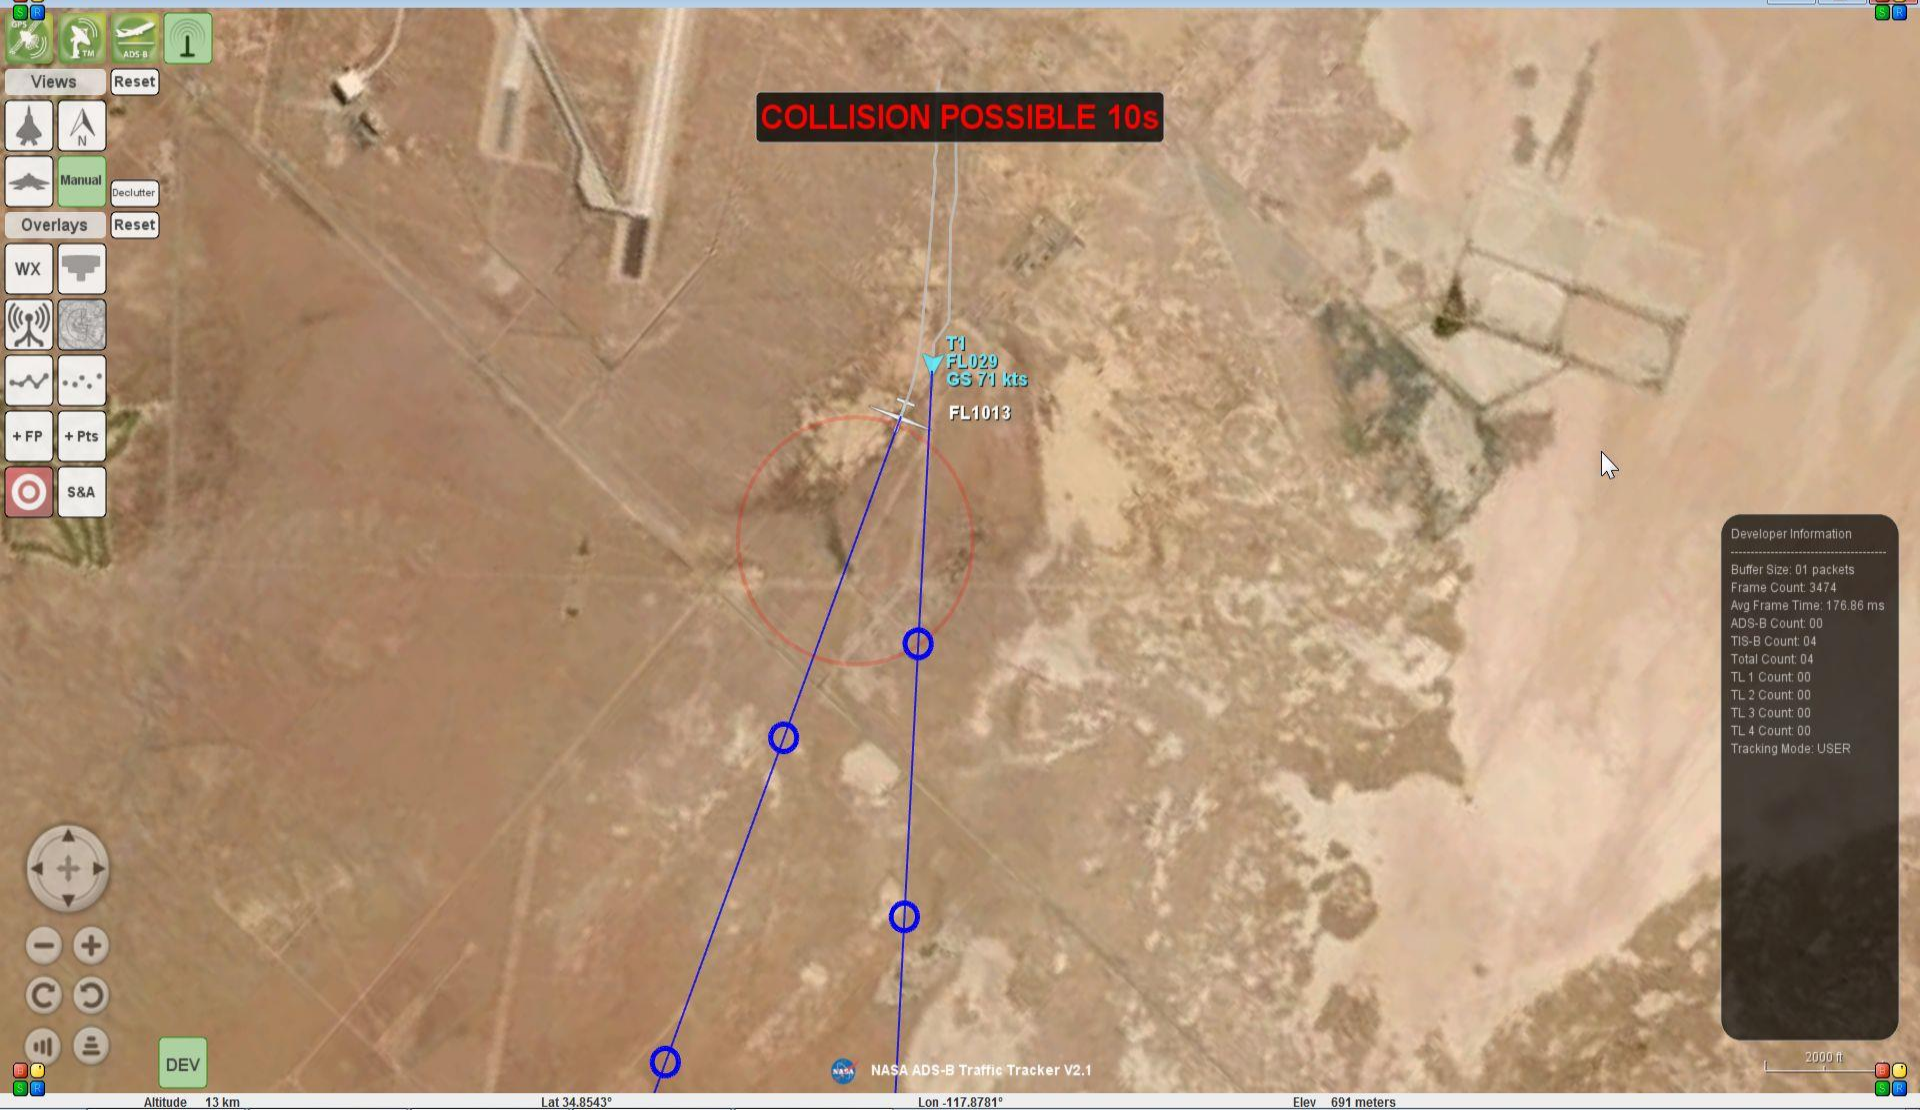 GPS
TM
ADS-B
Views
Reset
N
Manual
Declutter
Overlays
Reset
WX
+ FP
+ Pts
S&A
COLLISION POSSIBLE 10s
T1
FL029
GS 71 kts
FL1013
Developer Information
Buffer Size: 01 packets
Frame Count: 3474
Avg Frame Time: 176.86 ms
ADS-B Count: 00
TIS-B Count: 04
Total Count: 04
TL 1 Count: 00
TL 2 Count: 00
TL 3 Count: 00
TL 4 Count: 00
Tracking Mode: USER
DEV
NASA
NASA ADS-B Traffic Tracker V2.1
2000 ft
Altitude 13 km Lat 34.8543° Lon -117.8781° Elev 691 meters